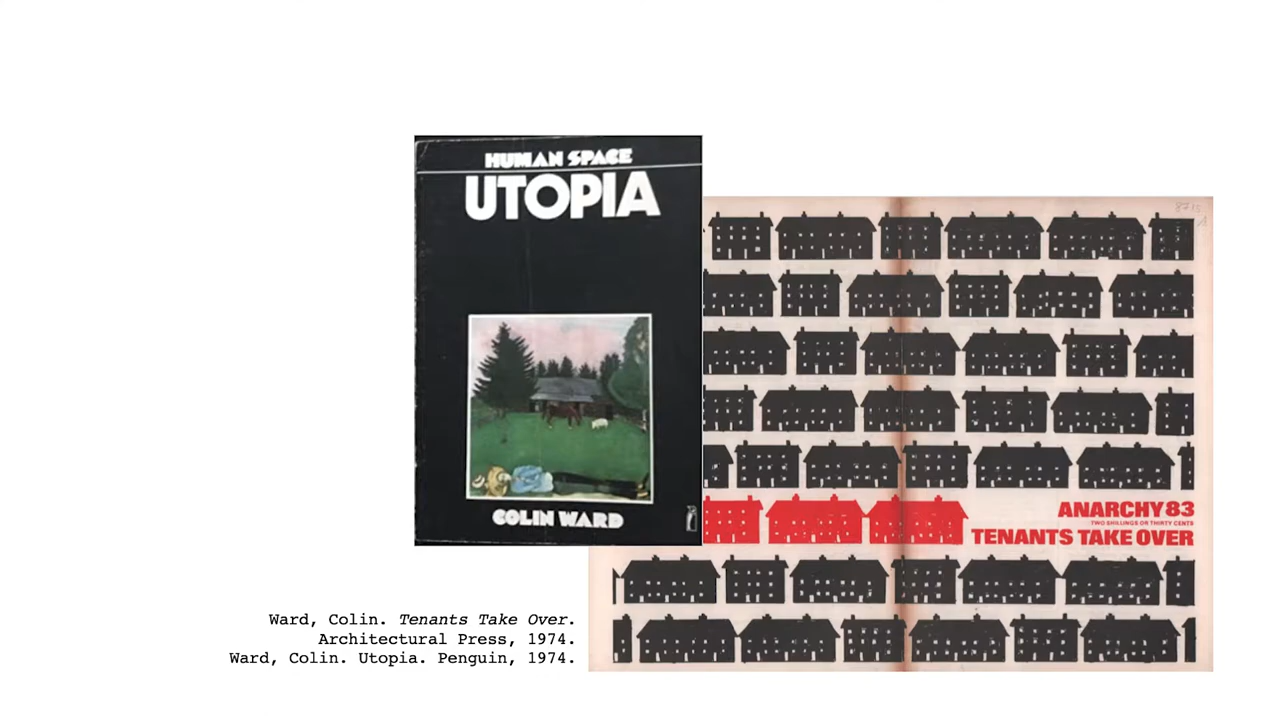 HUMAN SPACE
UTOPIA
COLIN WARD
ANARCHY 83
TWO SHILLINGS OR THIRTY CENTS
TENANTS TAKE OVER
Ward, Colin. Tenants Take Over.
Architectural Press, 1974.
Ward, Colin. Utopia. Penguin, 1974.